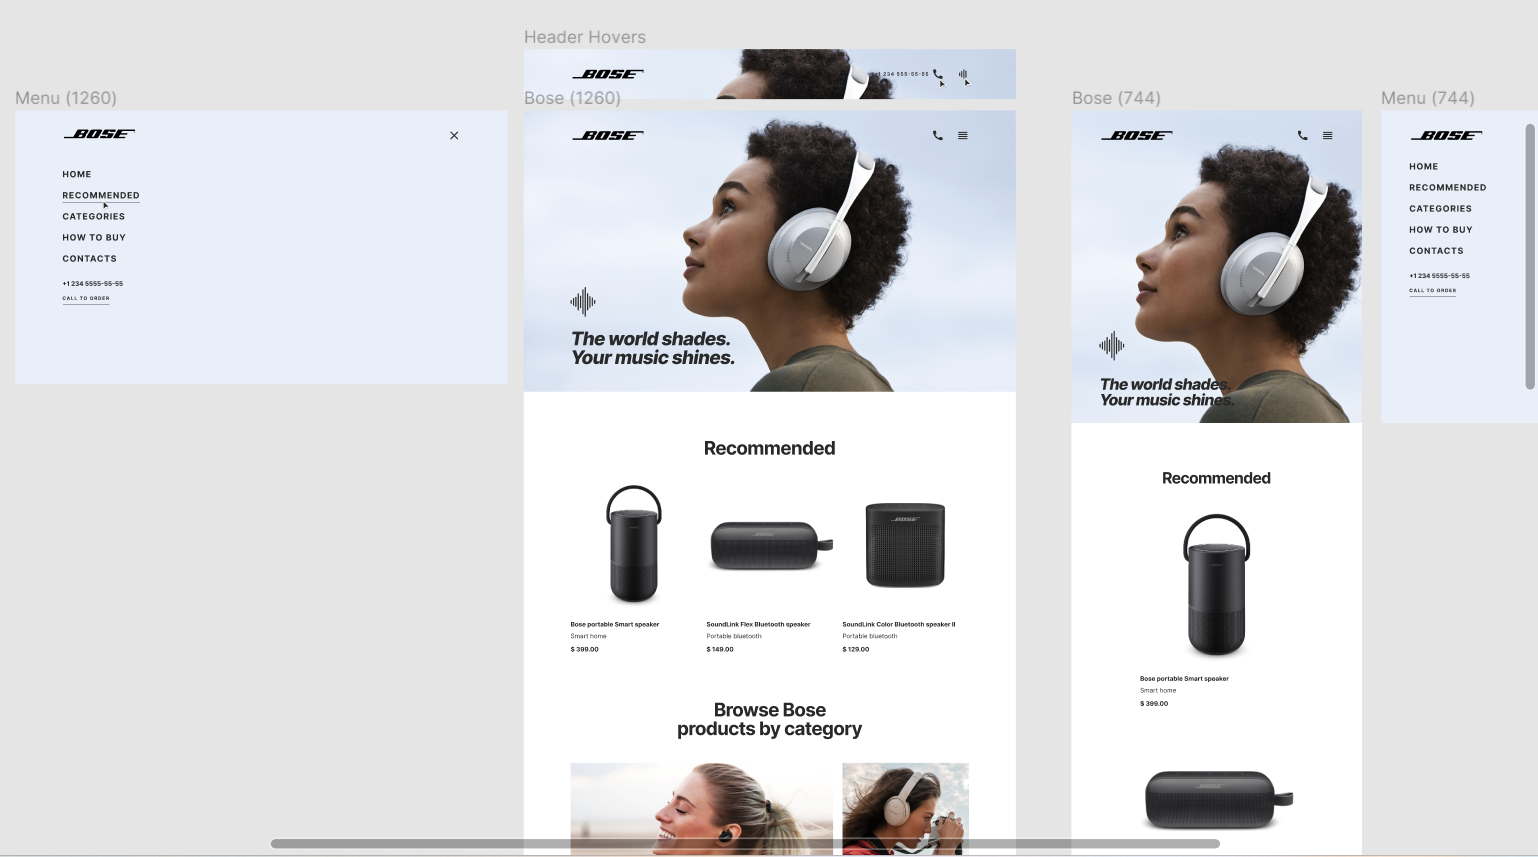 Header Hovers
BOSE
+1 234 555-55-55
Menu (1260)
BOSE
HOME
RECOMMENDED
CATEGORIES
HOW TO BUY
CONTACTS
+1 234 5555-55-55
CALL TO ORDER
Bose (1260)
BOSE
The world shades.
Your music shines.
Recommended
BOSE
Bose portable Smart speaker
Smart home
$ 399.00
SoundLink Flex Bluetooth speaker
Portable bluetooth
$ 149.00
SoundLink Color Bluetooth speaker II
Portable bluetooth
$ 129.00
Browse Bose
products by category
Bose (744)
BOSE
The world shades.
Your music shines.
Recommended
Bose portable Smart speaker
Smart home
$ 399.00
Menu (744)
BOSE
HOME
RECOMMENDED
CATEGORIES
HOW TO BUY
CONTACTS
+1 234 5555-55-55
CALL TO ORDER